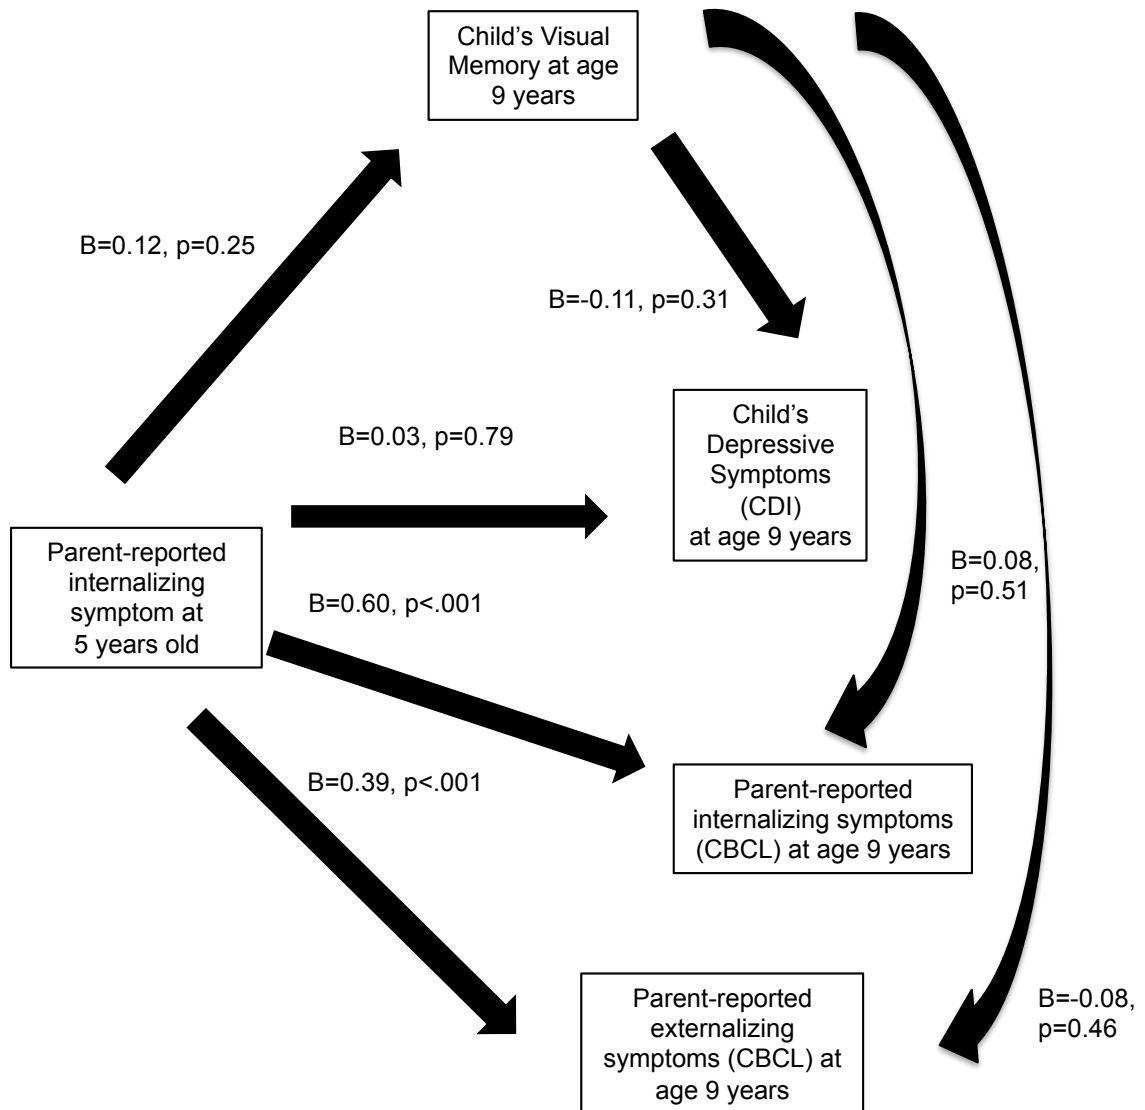 Child’s Visual
Memory at age
9 years
B=0.12, p=0.25
B=-0.11, p=0.31
B=0.03, p=0.79
Child’s
Depressive
Symptoms
(CDI)
at age 9 years
Parent-reported
internalizing
symptom at
5 years old
B=0.08,
p=0.51
B=0.60, p<.001
B=0.39, p<.001
Parent-reported
internalizing symptoms
(CBCL) at age 9 years
Parent-reported
externalizing
symptoms (CBCL) at
age 9 years
B=-0.08,
p=0.46